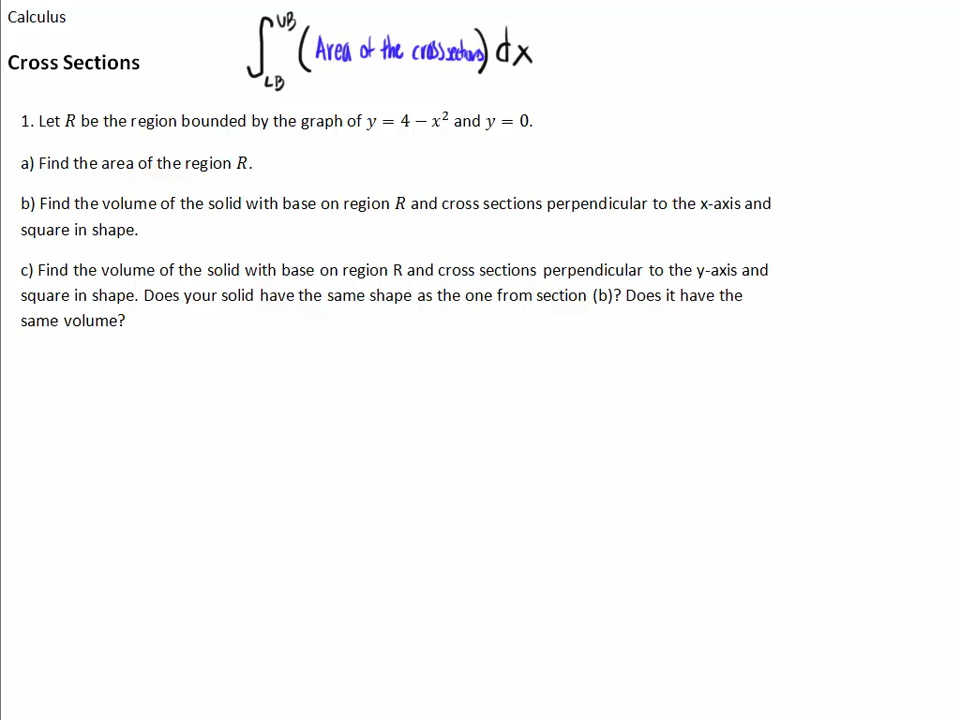 Calculus
∫ UB LB (Area of the cross sections) dx
Cross Sections
1. Let R be the region bounded by the graph of y = 4 − x² and y = 0.
a) Find the area of the region R.
b) Find the volume of the solid with base on region R and cross sections perpendicular to the x-axis and
square in shape.
c) Find the volume of the solid with base on region R and cross sections perpendicular to the y-axis and
square in shape. Does your solid have the same shape as the one from section (b)? Does it have the
same volume?